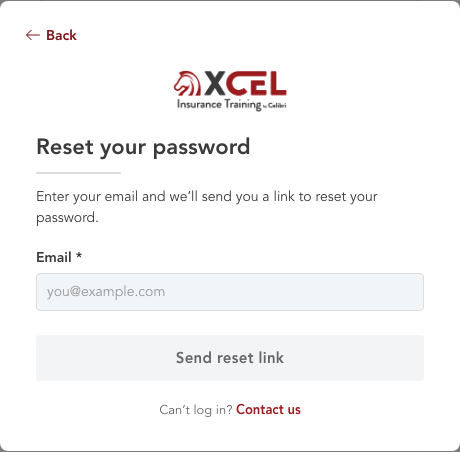 Back
XCEL
Insurance Training by Colibri
Reset your password
Enter your email and we’ll send you a link to reset your
password.
Email *
you@example.com
Send reset link
Can’t log in? Contact us